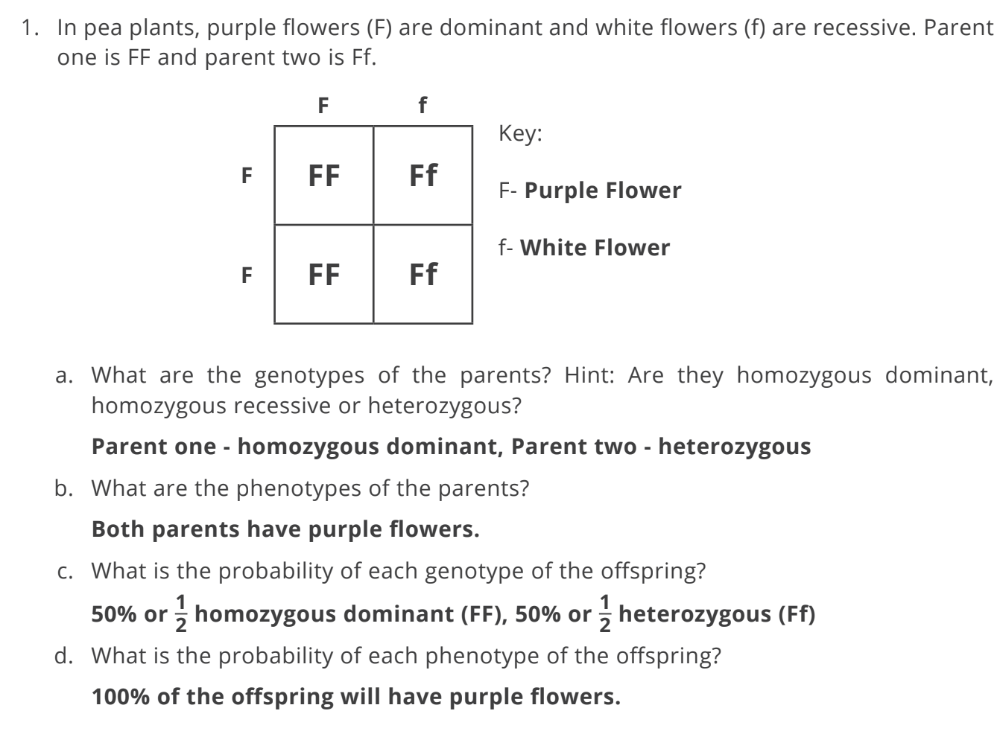 1. In pea plants, purple flowers (F) are dominant and white flowers (f) are recessive. Parent
one is FF and parent two is Ff.
F f
Key:
F FF Ff
F- Purple Flower
f- White Flower
F FF Ff
a. What are the genotypes of the parents? Hint: Are they homozygous dominant,
homozygous recessive or heterozygous?
Parent one - homozygous dominant, Parent two - heterozygous
b. What are the phenotypes of the parents?
Both parents have purple flowers.
c. What is the probability of each genotype of the offspring?
50% or 1/2 homozygous dominant (FF), 50% or 1/2 heterozygous (Ff)
d. What is the probability of each phenotype of the offspring?
100% of the offspring will have purple flowers.